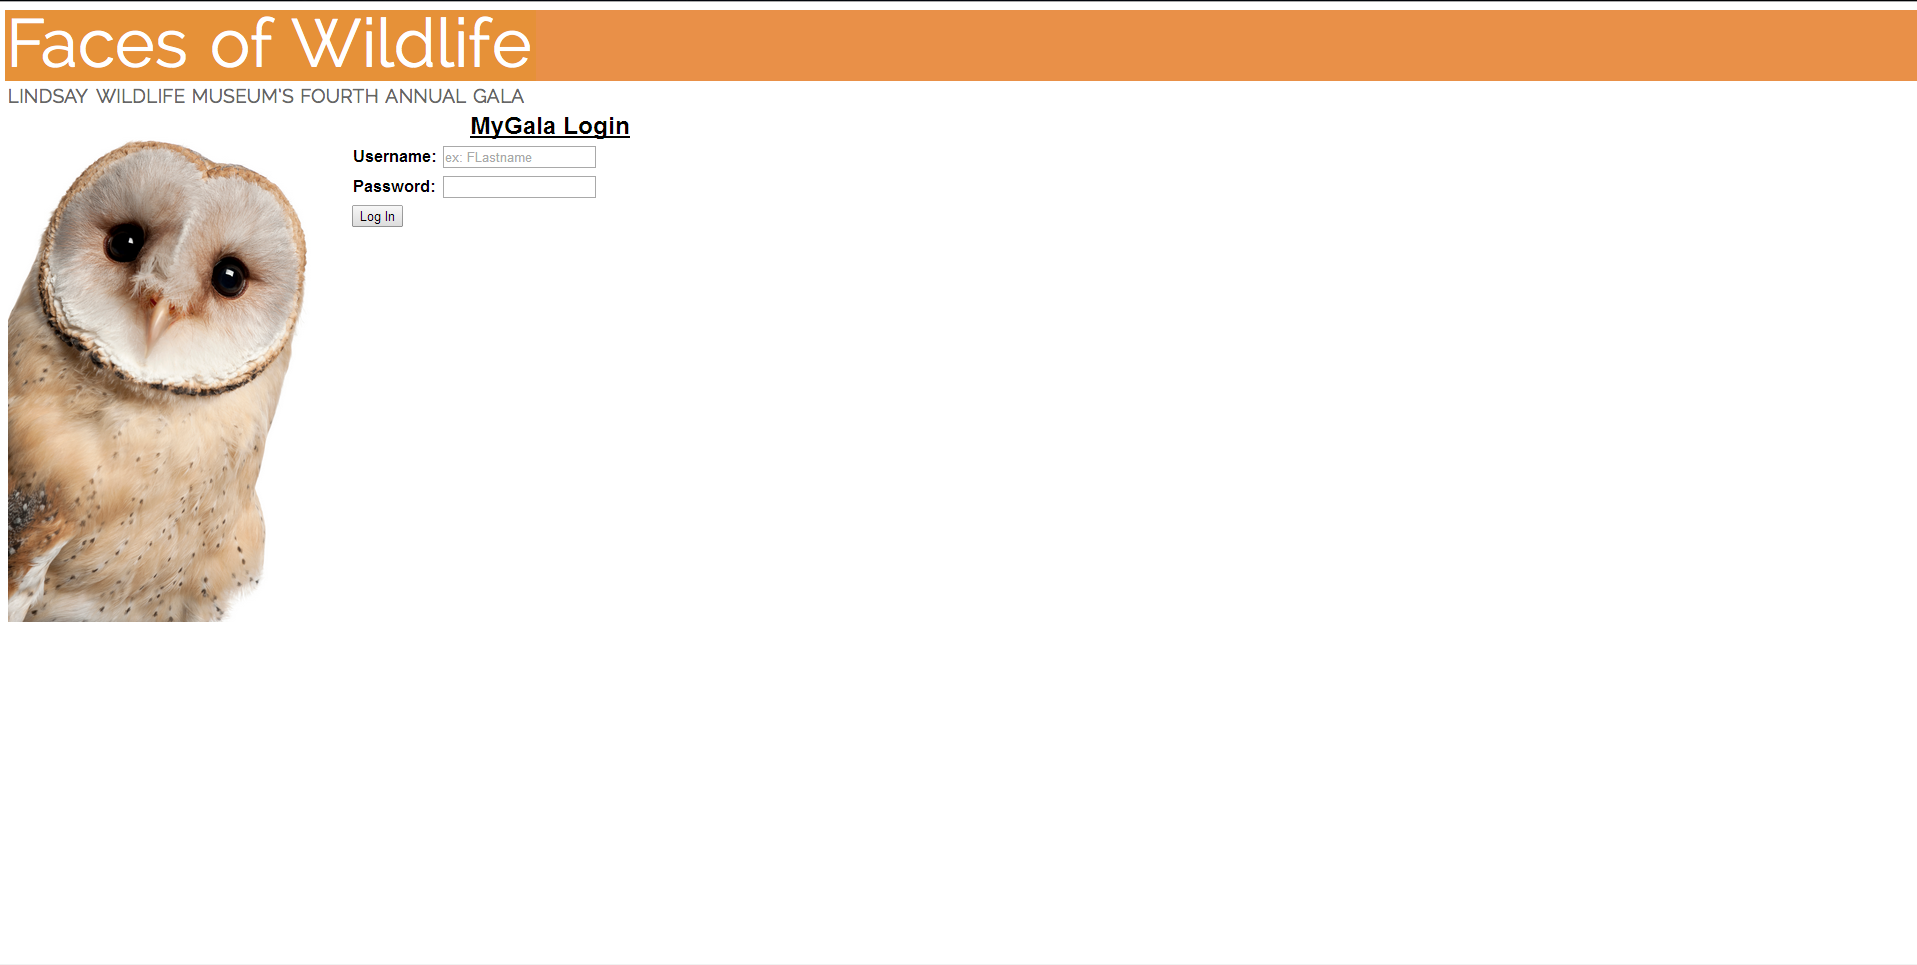 Faces of Wildlife
LINDSAY WILDLIFE MUSEUM'S FOURTH ANNUAL GALA
MyGala Login
Username: ex: FLastname
Password:
Log In